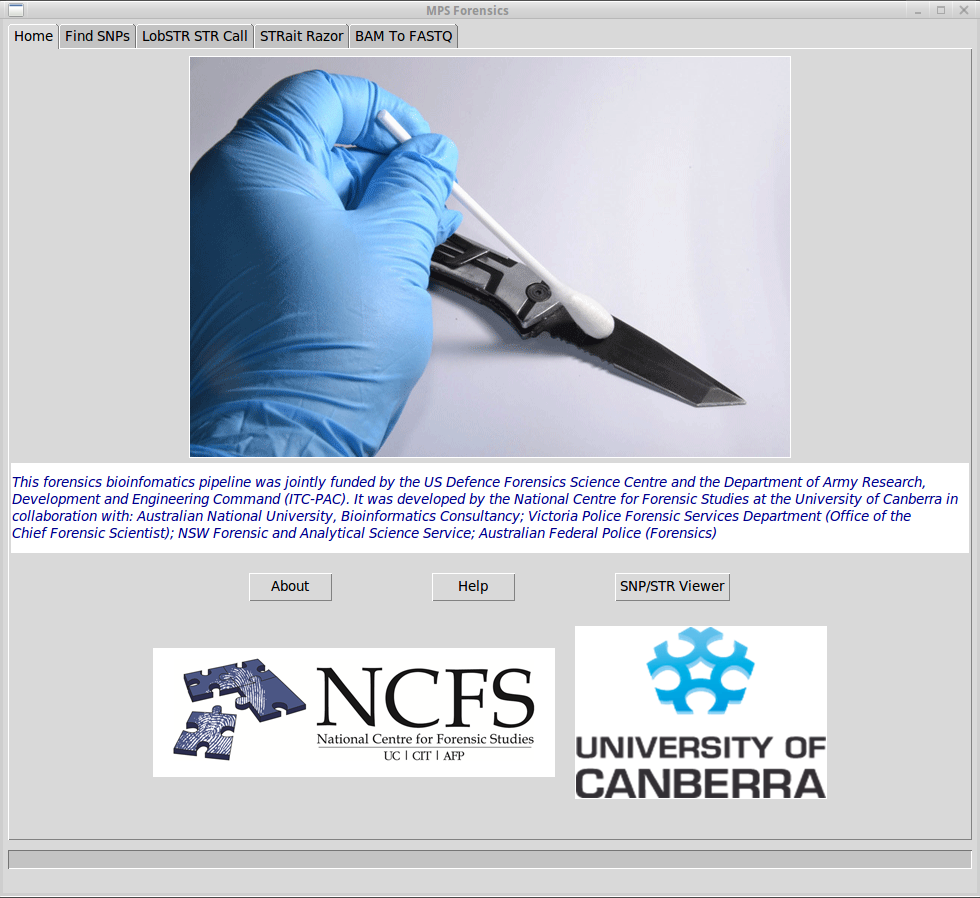 MPS Forensics
Home Find SNPs LobSTR STR Call STRait Razor BAM To FASTQ
This forensics bioinfomatics pipeline was jointly funded by the US Defence Forensics Science Centre and the Department of Army Research,
Development and Engineering Command (ITC-PAC). It was developed by the National Centre for Forensic Studies at the University of Canberra in
collaboration with: Australian National University, Bioinformatics Consultancy; Victoria Police Forensic Services Department (Office of the
Chief Forensic Scientist); NSW Forensic and Analytical Science Service; Australian Federal Police (Forensics)
About Help SNP/STR Viewer
NCFS
National Centre for Forensic Studies
UC | CIT | AFP
UNIVERSITY OF
CANBERRA